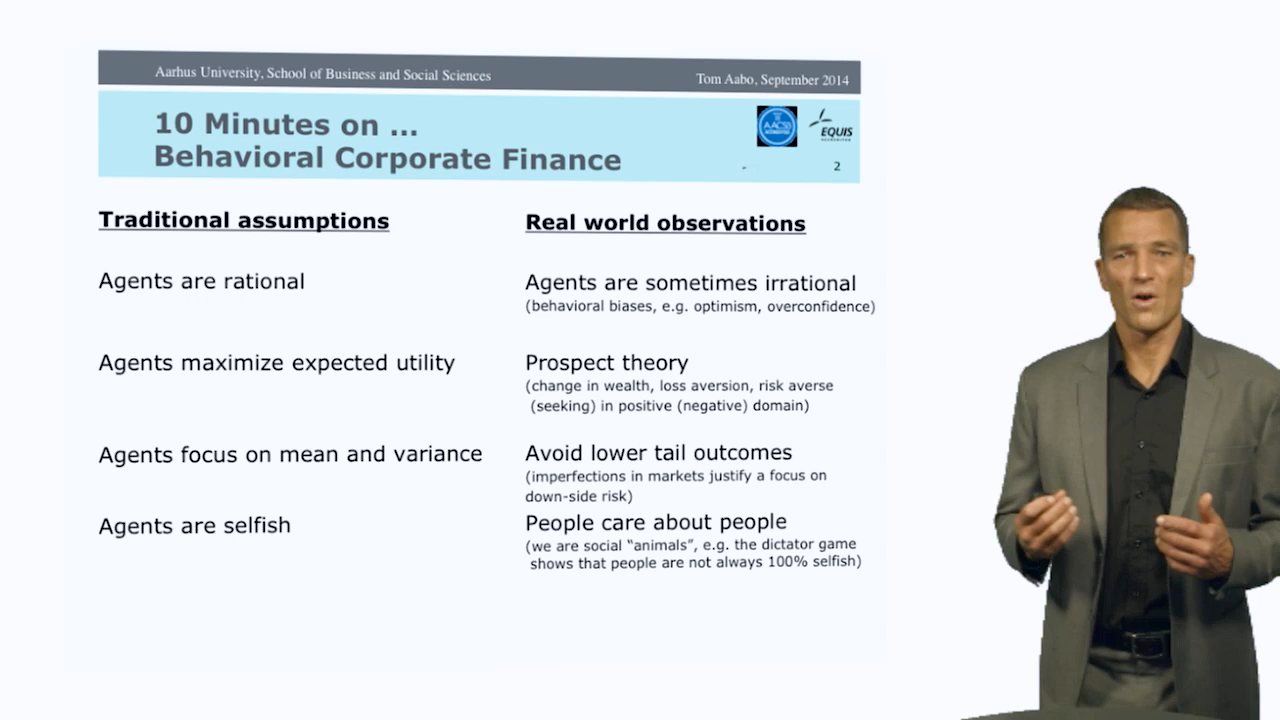 Aarhus University, School of Business and Social Sciences
Tom Aabo, September 2014
10 Minutes on ...
Behavioral Corporate Finance
AACSB
ACCREDITED
EQUIS
ACCREDITED
2
Traditional assumptions
Real world observations
Agents are rational
Agents are sometimes irrational
(behavioral biases, e.g. optimism, overconfidence)
Agents maximize expected utility
Prospect theory
(change in wealth, loss aversion, risk averse
(seeking) in positive (negative) domain)
Agents focus on mean and variance
Avoid lower tail outcomes
(imperfections in markets justify a focus on
down-side risk)
Agents are selfish
People care about people
(we are social “animals”, e.g. the dictator game
shows that people are not always 100% selfish)